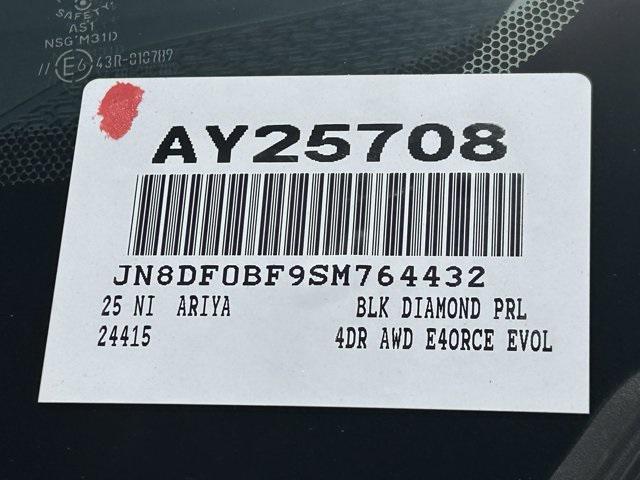 SAFETY
AS1
NSG M31D
// E6 43R-010789
AY25708
JN8DF0BF9SM764432
25 NI ARIYA BLK DIAMOND PRL
24415 4DR AWD E4ORCE EVOL